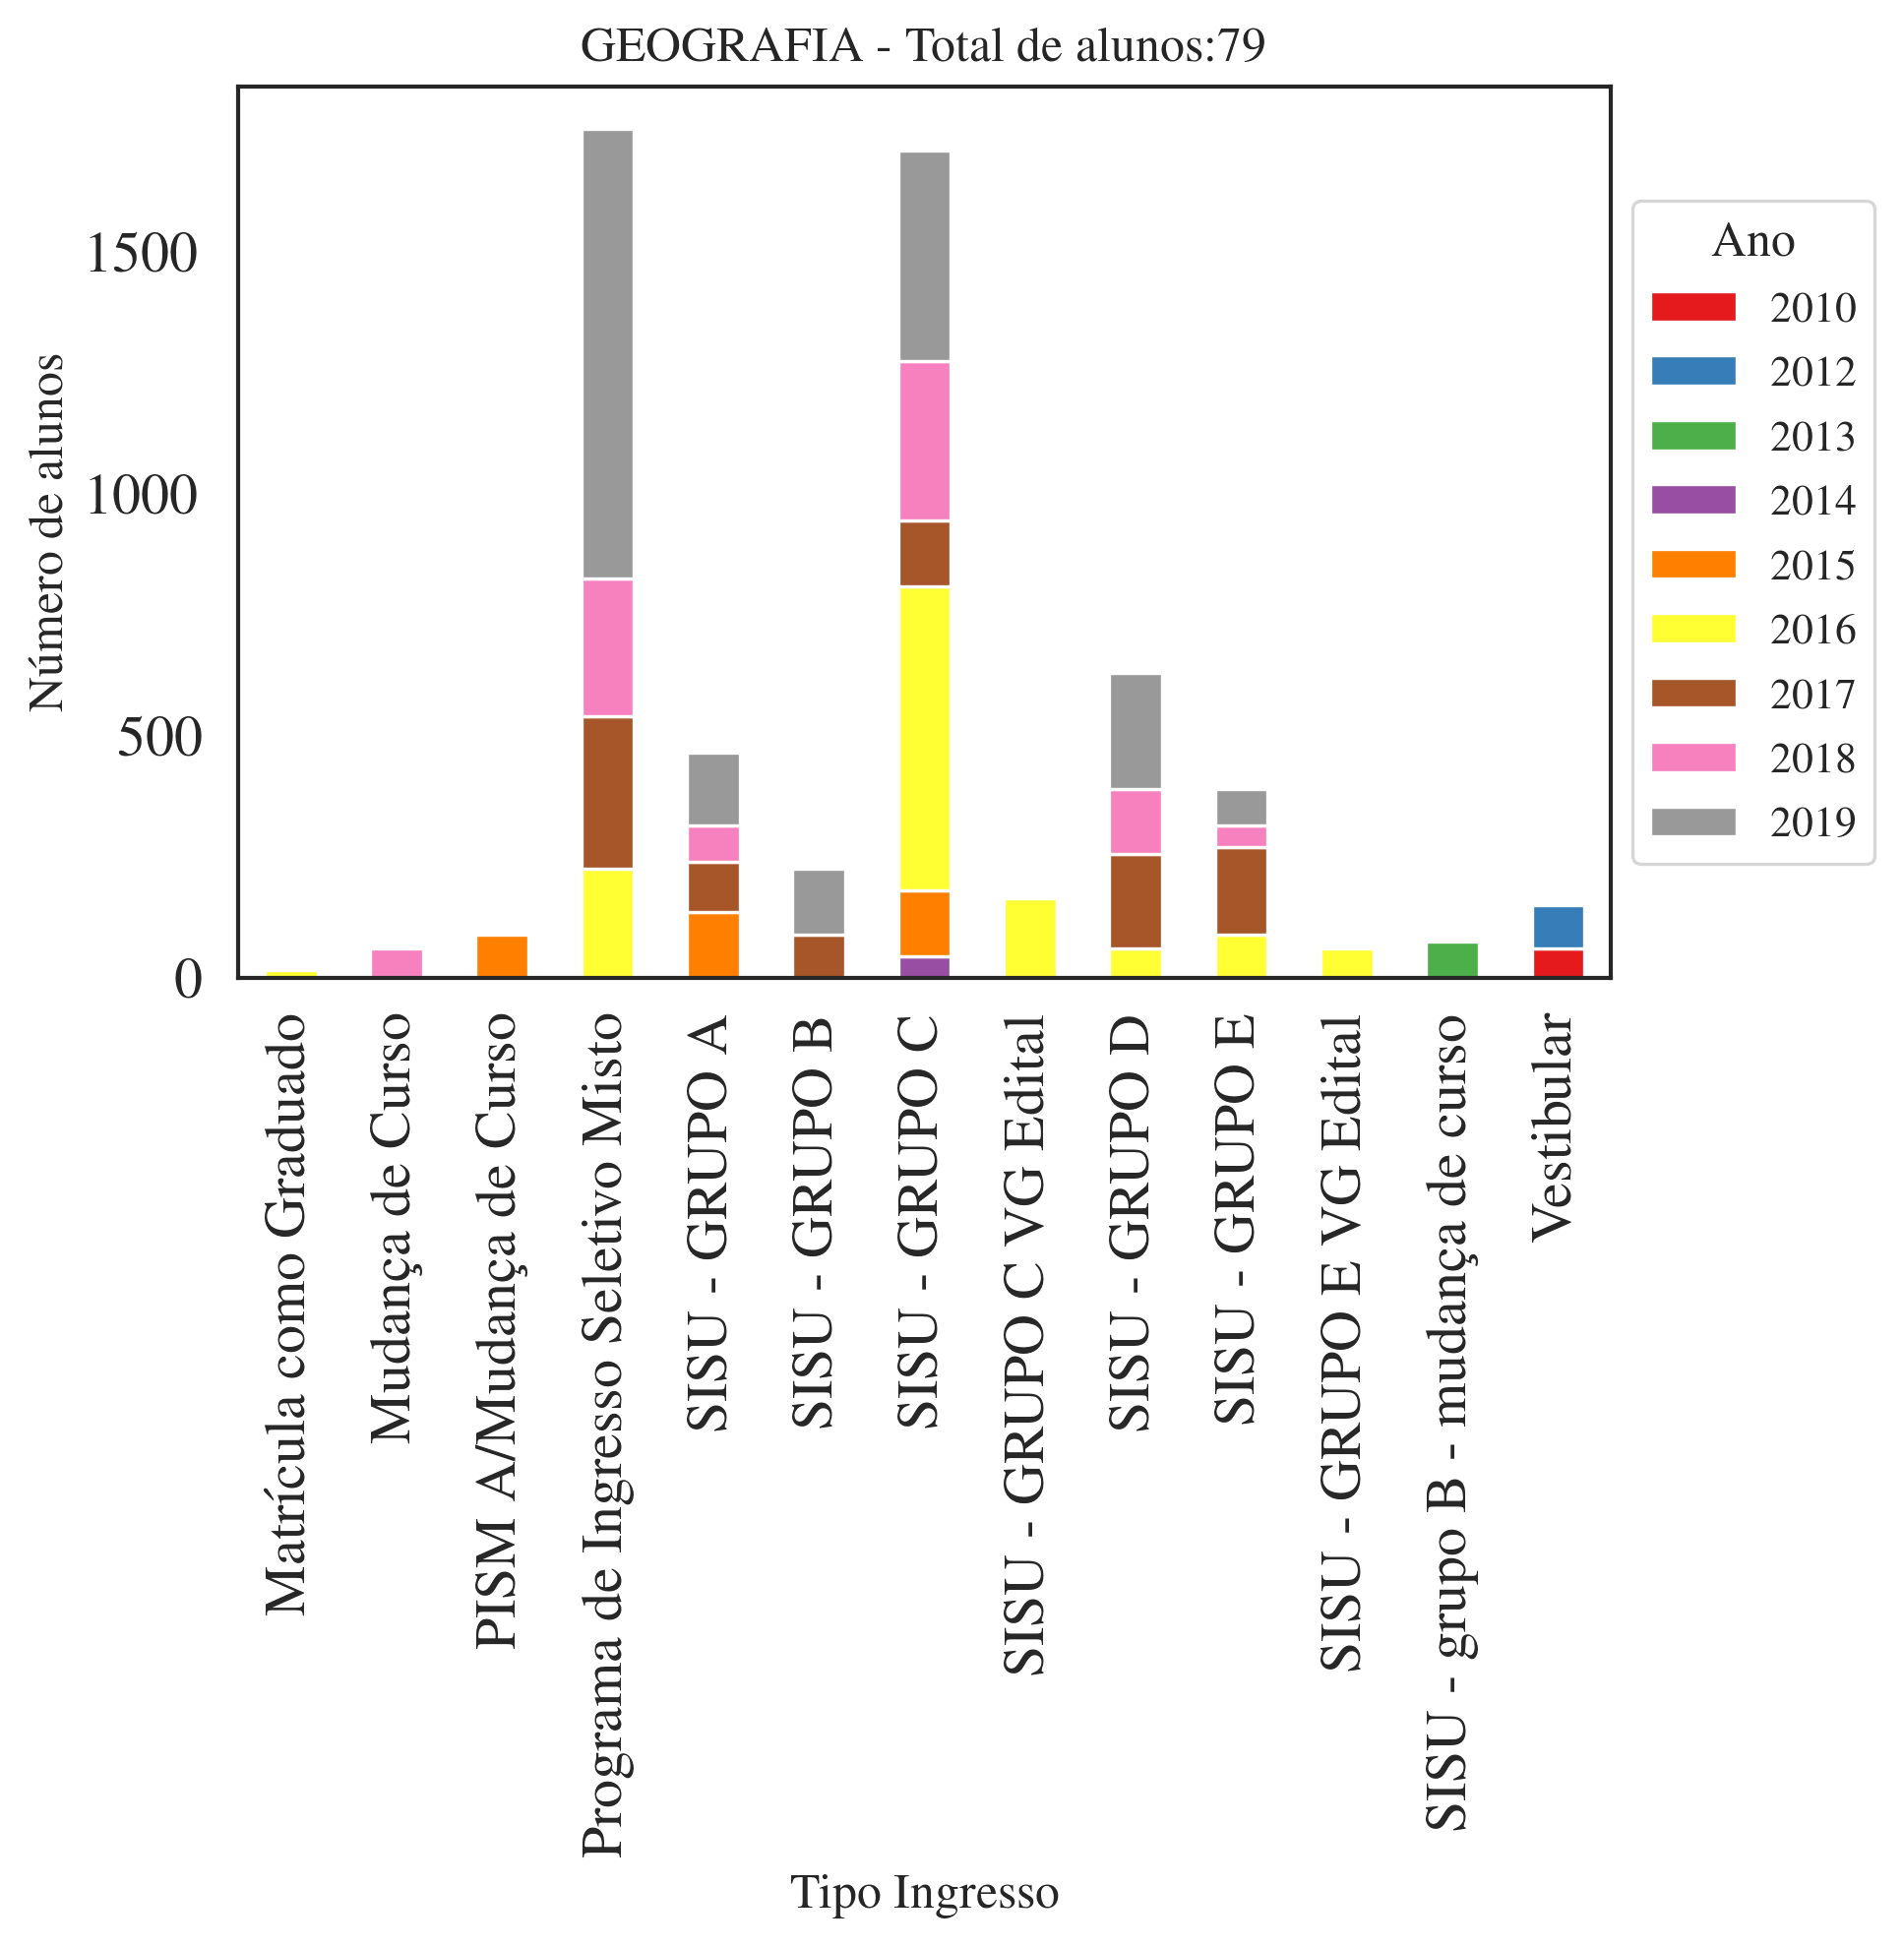 GEOGRAFIA - Total de alunos:79
Número de alunos
1500
1000
500
0
Ano
2010
2012
2013
2014
2015
2016
2017
2018
2019
Matrícula como Graduado
Mudança de Curso
PISM A/Mudança de Curso
Programa de Ingresso Seletivo Misto
SISU - GRUPO A
SISU - GRUPO B
SISU - GRUPO C
SISU - GRUPO C VG Edital
SISU - GRUPO D
SISU - GRUPO E
SISU - GRUPO E VG Edital
SISU - grupo B - mudança de curso
Vestibular
Tipo Ingresso